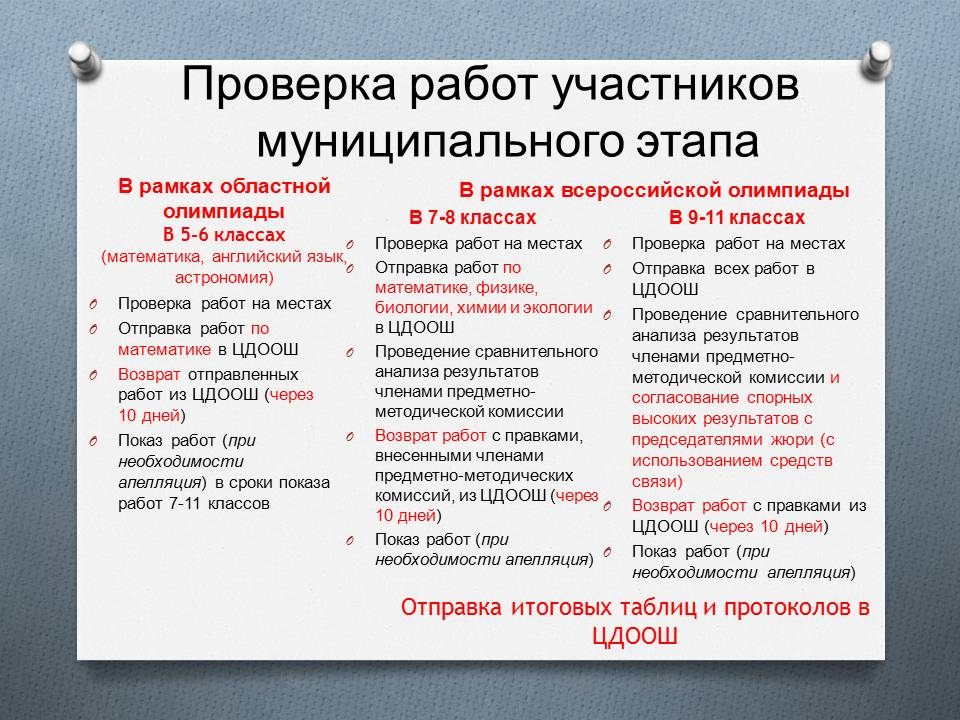 Проверка работ участников
муниципального этапа
В рамках областной
олимпиады
В 5-6 классах
(математика, английский язык,
астрономия)
Проверка работ на местах
Отправка работ по
математике в ЦДООШ
Возврат отправленных
работ из ЦДООШ (через
10 дней)
Показ работ (при
необходимости
апелляция) в сроки показа
работ 7-11 классов
В рамках всероссийской олимпиады
В 7-8 классах
Проверка работ на местах
Отправка работ по
математике, физике,
биологии, химии и экологии
в ЦДООШ
Проведение сравнительного
анализа результатов
членами предметно-
методической комиссии
Возврат работ с правками,
внесенными членами
предметно-методических
комиссий, из ЦДООШ (через
10 дней)
Показ работ (при
необходимости апелляция)
В 9-11 классах
Проверка работ на местах
Отправка всех работ в
ЦДООШ
Проведение сравнительного
анализа результатов
членами предметно-
методической комиссии и
согласование спорных
высоких результатов с
председателями жюри (с
использованием средств
связи)
Возврат работ с правками из
ЦДООШ (через 10 дней)
Показ работ (при
необходимости апелляция)
Отправка итоговых таблиц и протоколов в
ЦДООШ